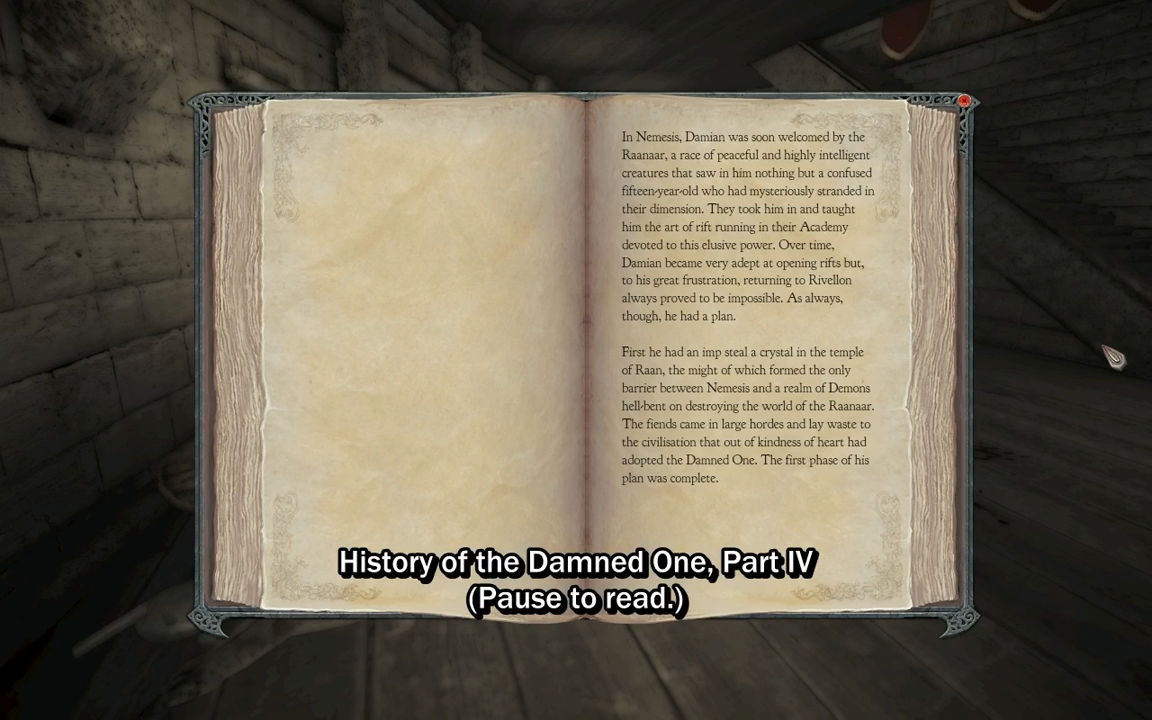 In Nemesis, Damian was soon welcomed by the
Raanaar, a race of peaceful and highly intelligent
creatures that saw in him nothing but a confused
fifteen-year-old who had mysteriously stranded in
their dimension. They took him in and taught
him the art of rift running in their Academy
devoted to this elusive power. Over time,
Damian became very adept at opening rifts but,
to his great frustration, returning to Rivellon
always proved to be impossible. As always,
though, he had a plan.
First he had an imp steal a crystal in the temple
of Raan, the might of which formed the only
barrier between Nemesis and a realm of Demons
hell-bent on destroying the world of the Raanaar.
The fiends came in large hordes and lay waste to
the civilisation that out of kindness of heart had
adopted the Damned One. The first phase of his
plan was complete.
History of the Damned One, Part IV
(Pause to read.)